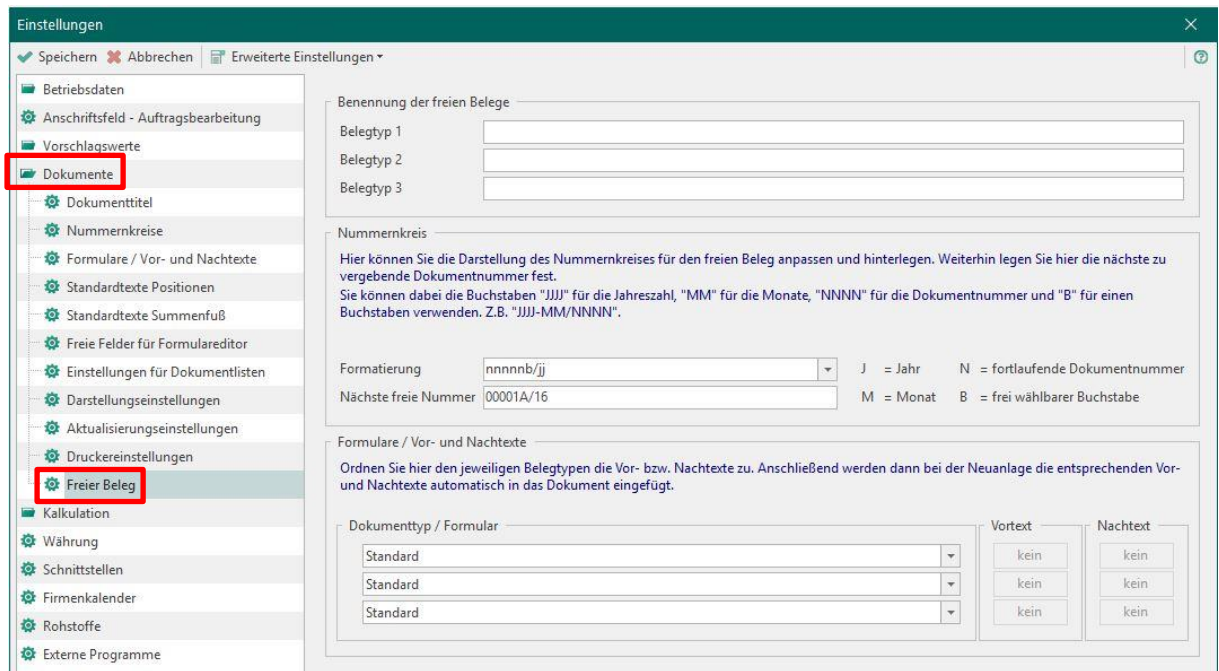 Einstellungen
Speichern Abbrechen Erweiterte Einstellungen
Betriebsdaten
Anschriftsfeld - Auftragsbearbeitung
Vorschlagswerte
Dokumente
Dokumenttitel
Nummernkreise
Formulare / Vor- und Nachtexte
Standardtexte Positionen
Standardtexte Summenfuß
Freie Felder für Formulareditor
Einstellungen für Dokumentlisten
Darstellungseinstellungen
Aktualisierungseinstellungen
Druckereinstellungen
Freier Beleg
Kalkulation
Währung
Schnittstellen
Firmenkalender
Rohstoffe
Externe Programme
Benennung der freien Belege
Belegtyp 1
Belegtyp 2
Belegtyp 3
Nummernkreis
Hier können Sie die Darstellung des Nummernkreises für den freien Beleg anpassen und hinterlegen. Weiterhin legen Sie hier die nächste zu
vergebende Dokumentnummer fest.
Sie können dabei die Buchstaben "JJJJ" für die Jahreszahl, "MM" für die Monate, "NNNN" für die Dokumentnummer und "B" für einen
Buchstaben verwenden. Z.B. "JJJJ-MM/NNNN".
Formatierung nnnnnb/jj J = Jahr N = fortlaufende Dokumentnummer
Nächste freie Nummer 00001A/16 M = Monat B = frei wählbarer Buchstabe
Formulare / Vor- und Nachtexte
Ordnen Sie hier den jeweiligen Belegtypen die Vor- bzw. Nachtexte zu. Anschließend werden dann bei der Neuanlage die entsprechenden Vor-
und Nachtexte automatisch in das Dokument eingefügt.
Dokumenttyp / Formular Vortext Nachtext
Standard kein kein
Standard kein kein
Standard kein kein